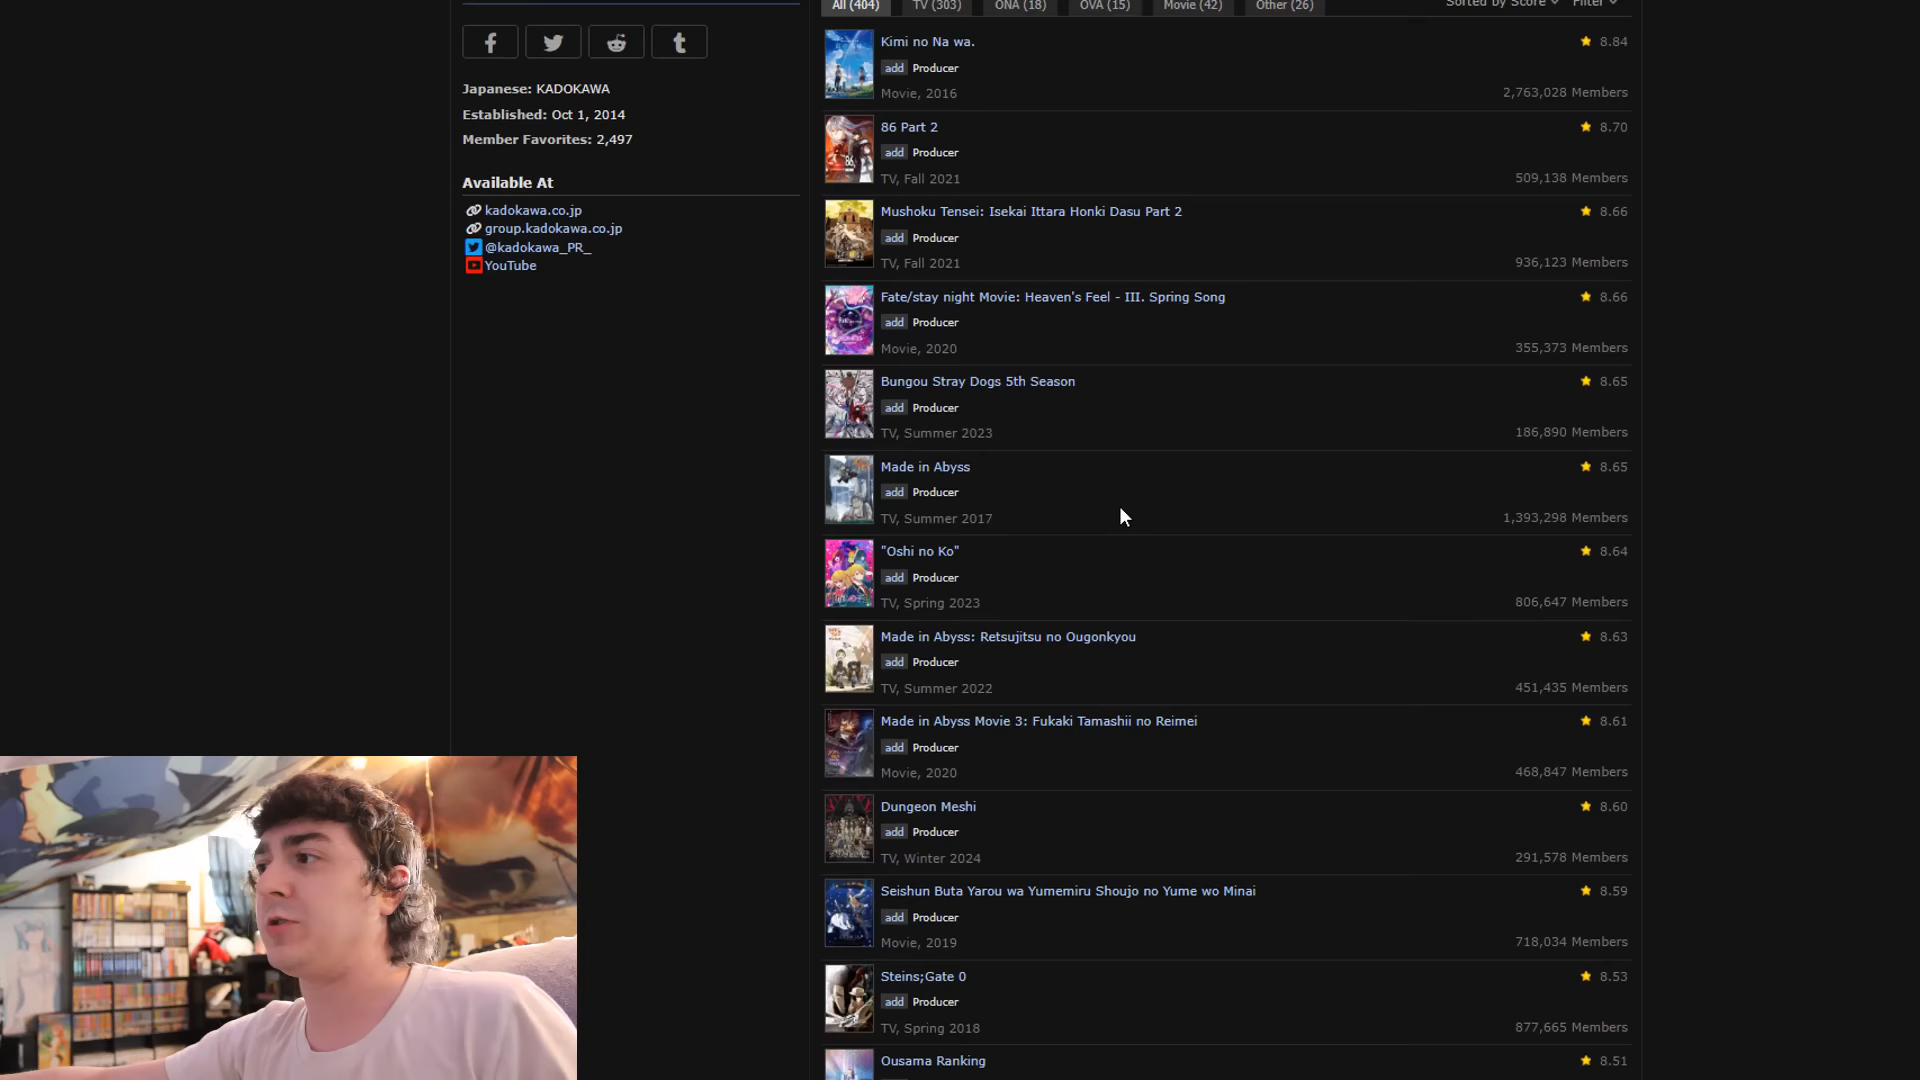 All (404) TV (303) ONA (18) OVA (15) Movie (42) Other (26) Sorted by Score Filter
Japanese: KADOKAWA
Established: Oct 1, 2014
Member Favorites: 2,497
Available At
kadokawa.co.jp
group.kadokawa.co.jp
@kadokawa_PR_
YouTube
Kimi no Na wa. 8.84
add Producer
Movie, 2016 2,763,028 Members
86 Part 2 8.70
add Producer
TV, Fall 2021 509,138 Members
Mushoku Tensei: Isekai Ittara Honki Dasu Part 2 8.66
add Producer
TV, Fall 2021 936,123 Members
Fate/stay night Movie: Heaven's Feel - III. Spring Song 8.66
add Producer
Movie, 2020 355,373 Members
Bungou Stray Dogs 5th Season 8.65
add Producer
TV, Summer 2023 186,890 Members
Made in Abyss 8.65
add Producer
TV, Summer 2017 1,393,298 Members
"Oshi no Ko" 8.64
add Producer
TV, Spring 2023 806,647 Members
Made in Abyss: Retsujitsu no Ougonkyou 8.63
add Producer
TV, Summer 2022 451,435 Members
Made in Abyss Movie 3: Fukaki Tamashii no Reimei 8.61
add Producer
Movie, 2020 468,847 Members
Dungeon Meshi 8.60
add Producer
TV, Winter 2024 291,578 Members
Seishun Buta Yarou wa Yumemiru Shoujo no Yume wo Minai 8.59
add Producer
Movie, 2019 718,034 Members
Steins;Gate 0 8.53
add Producer
TV, Spring 2018 877,665 Members
Ousama Ranking 8.51